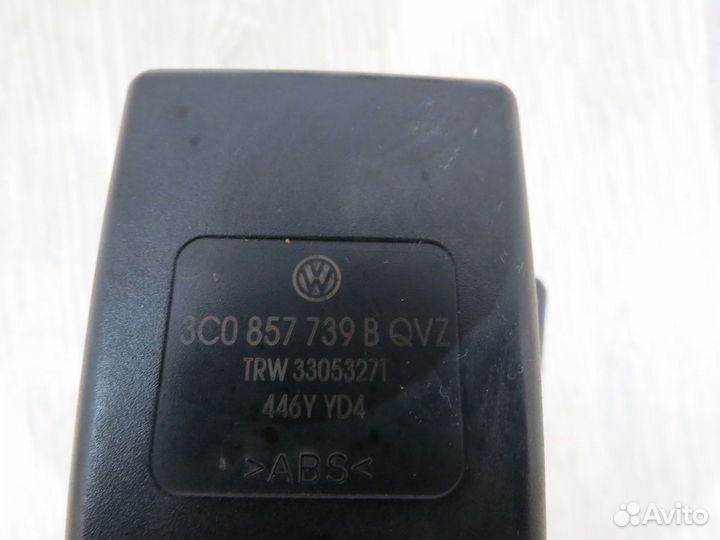 3C0 857 739 B QVZ
TRW 33053271
446Y YD4
>ABS<
Avito